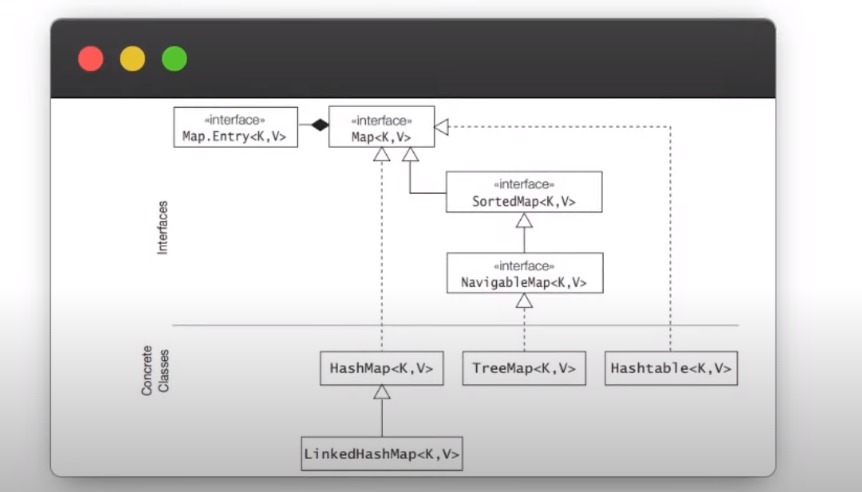 «interface»
Map.Entry<K,V>
«interface»
Map<K,V>
«interface»
SortedMap<K,V>
Interfaces
«interface»
NavigableMap<K,V>
Concrete
Classes
HashMap<K,V>
TreeMap<K,V>
Hashtable<K,V>
LinkedHashMap<K,V>